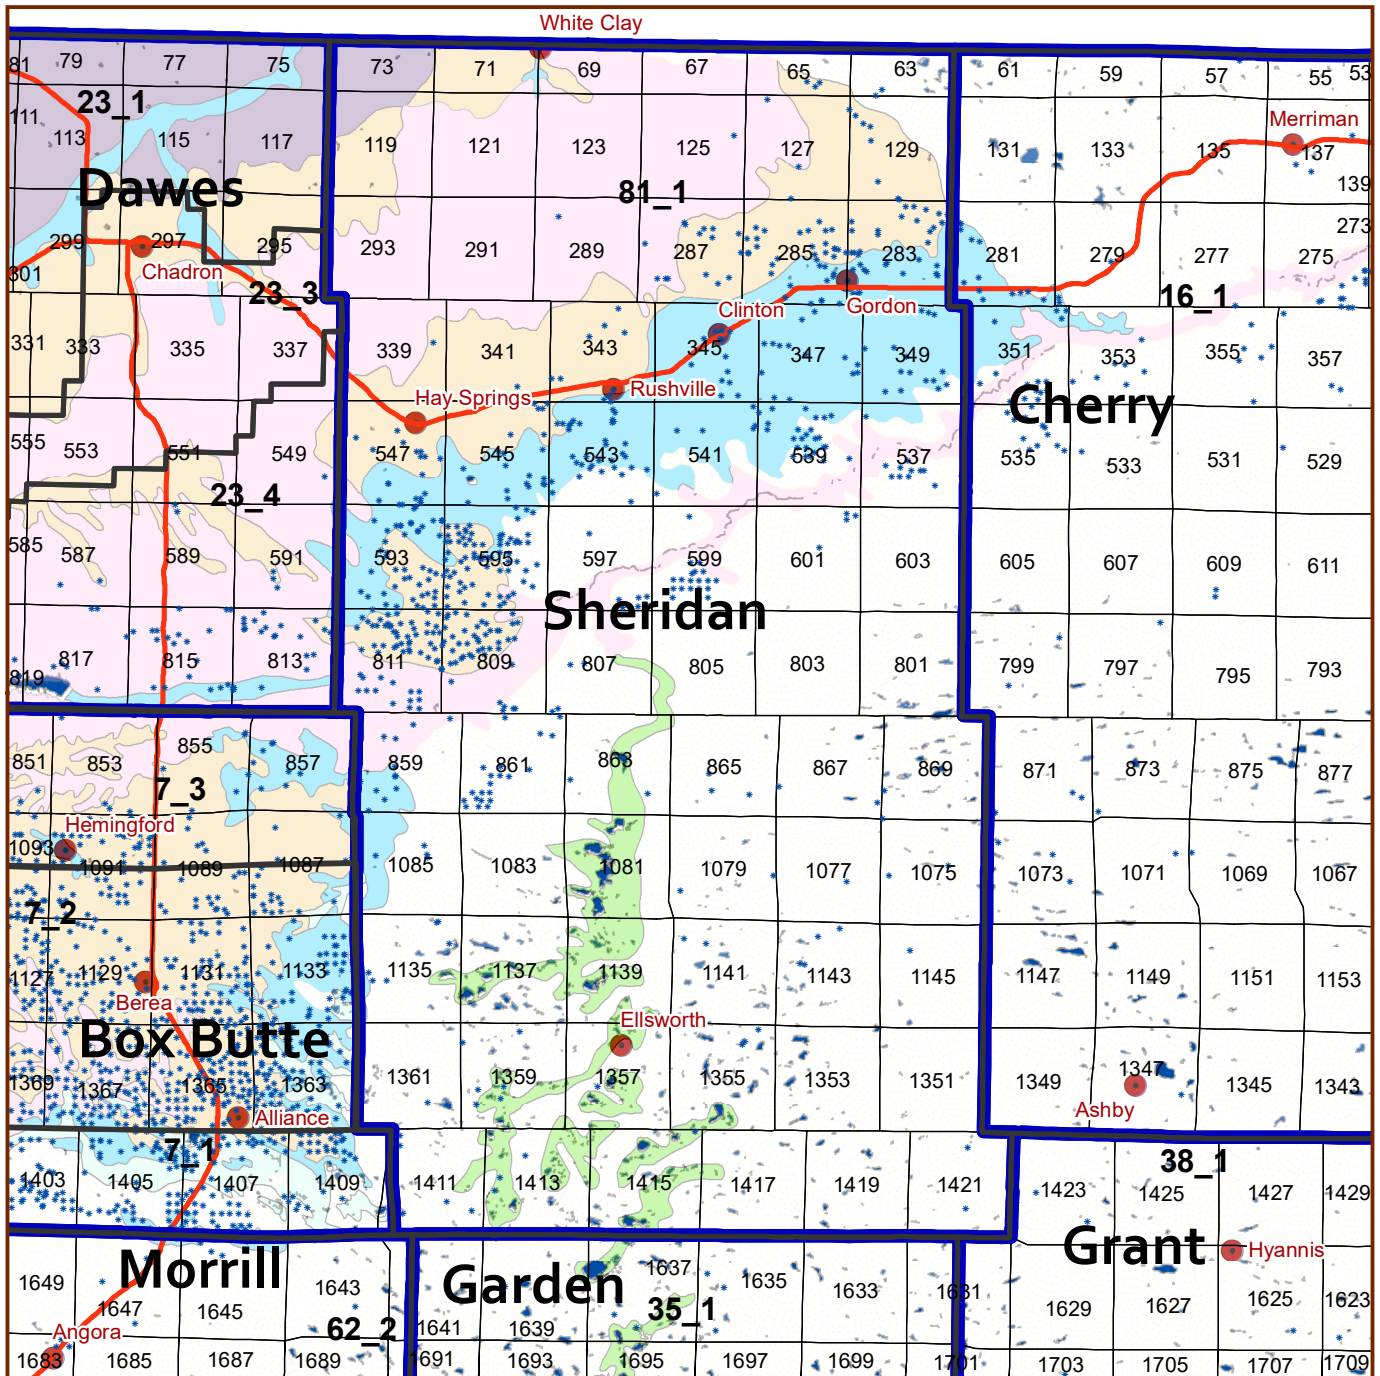 White Clay
81 79 77 75 73 71 69 67 65 63 61 59 57 55 53
23_1
Merriman
111 113 115 117 119 121 123 125 127 129 131 133 135 137
Dawes 81_1 139
299 297 295 293 291 289 287 285 283 281 279 277 275 273
301 Chadron
23_3 Clinton Gordon 16_1
331 333 335 337 339 341 343 345 347 349 351 353 355 357
Hay Springs Rushville
Cherry
555 553 551 549 547 545 543 541 539 537 535 533 531 529
23_4
585 587 589 591 593 595 597 599 601 603 605 607 609 611
Sheridan
819 817 815 813 811 809 807 805 803 801 799 797 795 793
855
851 853 857 859 861 863 865 867 869 871 873 875 877
7_3
Hemingford
1093 1091 1089 1087 1085 1083 1081 1079 1077 1075 1073 1071 1069 1067
7_2
1127 1129 1131 1133 1135 1137 1139 1141 1143 1145 1147 1149 1151 1153
Berea
Ellsworth
Box Butte
1369 1367 1365 1363 1361 1359 1357 1355 1353 1351 1349 1347 1345 1343
Alliance Ashby
7_1 38_1
1403 1405 1407 1409 1411 1413 1415 1417 1419 1421 1423 1425 1427 1429
Grant Hyannis
Morrill Garden
1649 1647 1645 1643 1641 1639 1637 1635 1633 1631 1629 1627 1625 1623
62_2 35_1
Angora
1683 1685 1687 1689 1691 1693 1695 1697 1699 1701 1703 1705 1707 1709